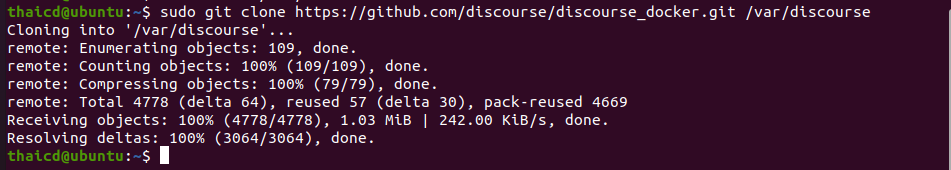 thaicd@ubuntu:~$ sudo git clone https://github.com/discourse/discourse_docker.git /var/discourse
Cloning into '/var/discourse'...
remote: Enumerating objects: 109, done.
remote: Counting objects: 100% (109/109), done.
remote: Compressing objects: 100% (79/79), done.
remote: Total 4778 (delta 64), reused 57 (delta 30), pack-reused 4669
Receiving objects: 100% (4778/4778), 1.03 MiB | 242.00 KiB/s, done.
Resolving deltas: 100% (3064/3064), done.
thaicd@ubuntu:~$